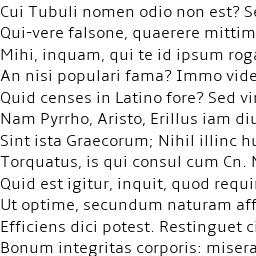 Cui Tubuli nomen odio non est? Se
Qui-vere falsone, quaerere mittim
Mihi, inquam, qui te id ipsum roga
An nisi populari fama? Immo vide
Quid censes in Latino fore? Sed vi
Nam Pyrrho, Aristo, Erillus iam diu
Sint ista Graecorum; Nihil illinc hu
Torquatus, is qui consul cum Cn. 
Quid est igitur, inquit, quod requi
Ut optime, secundum naturam aff
Efficiens dici potest. Restinguet ci
Bonum integritas corporis: misera